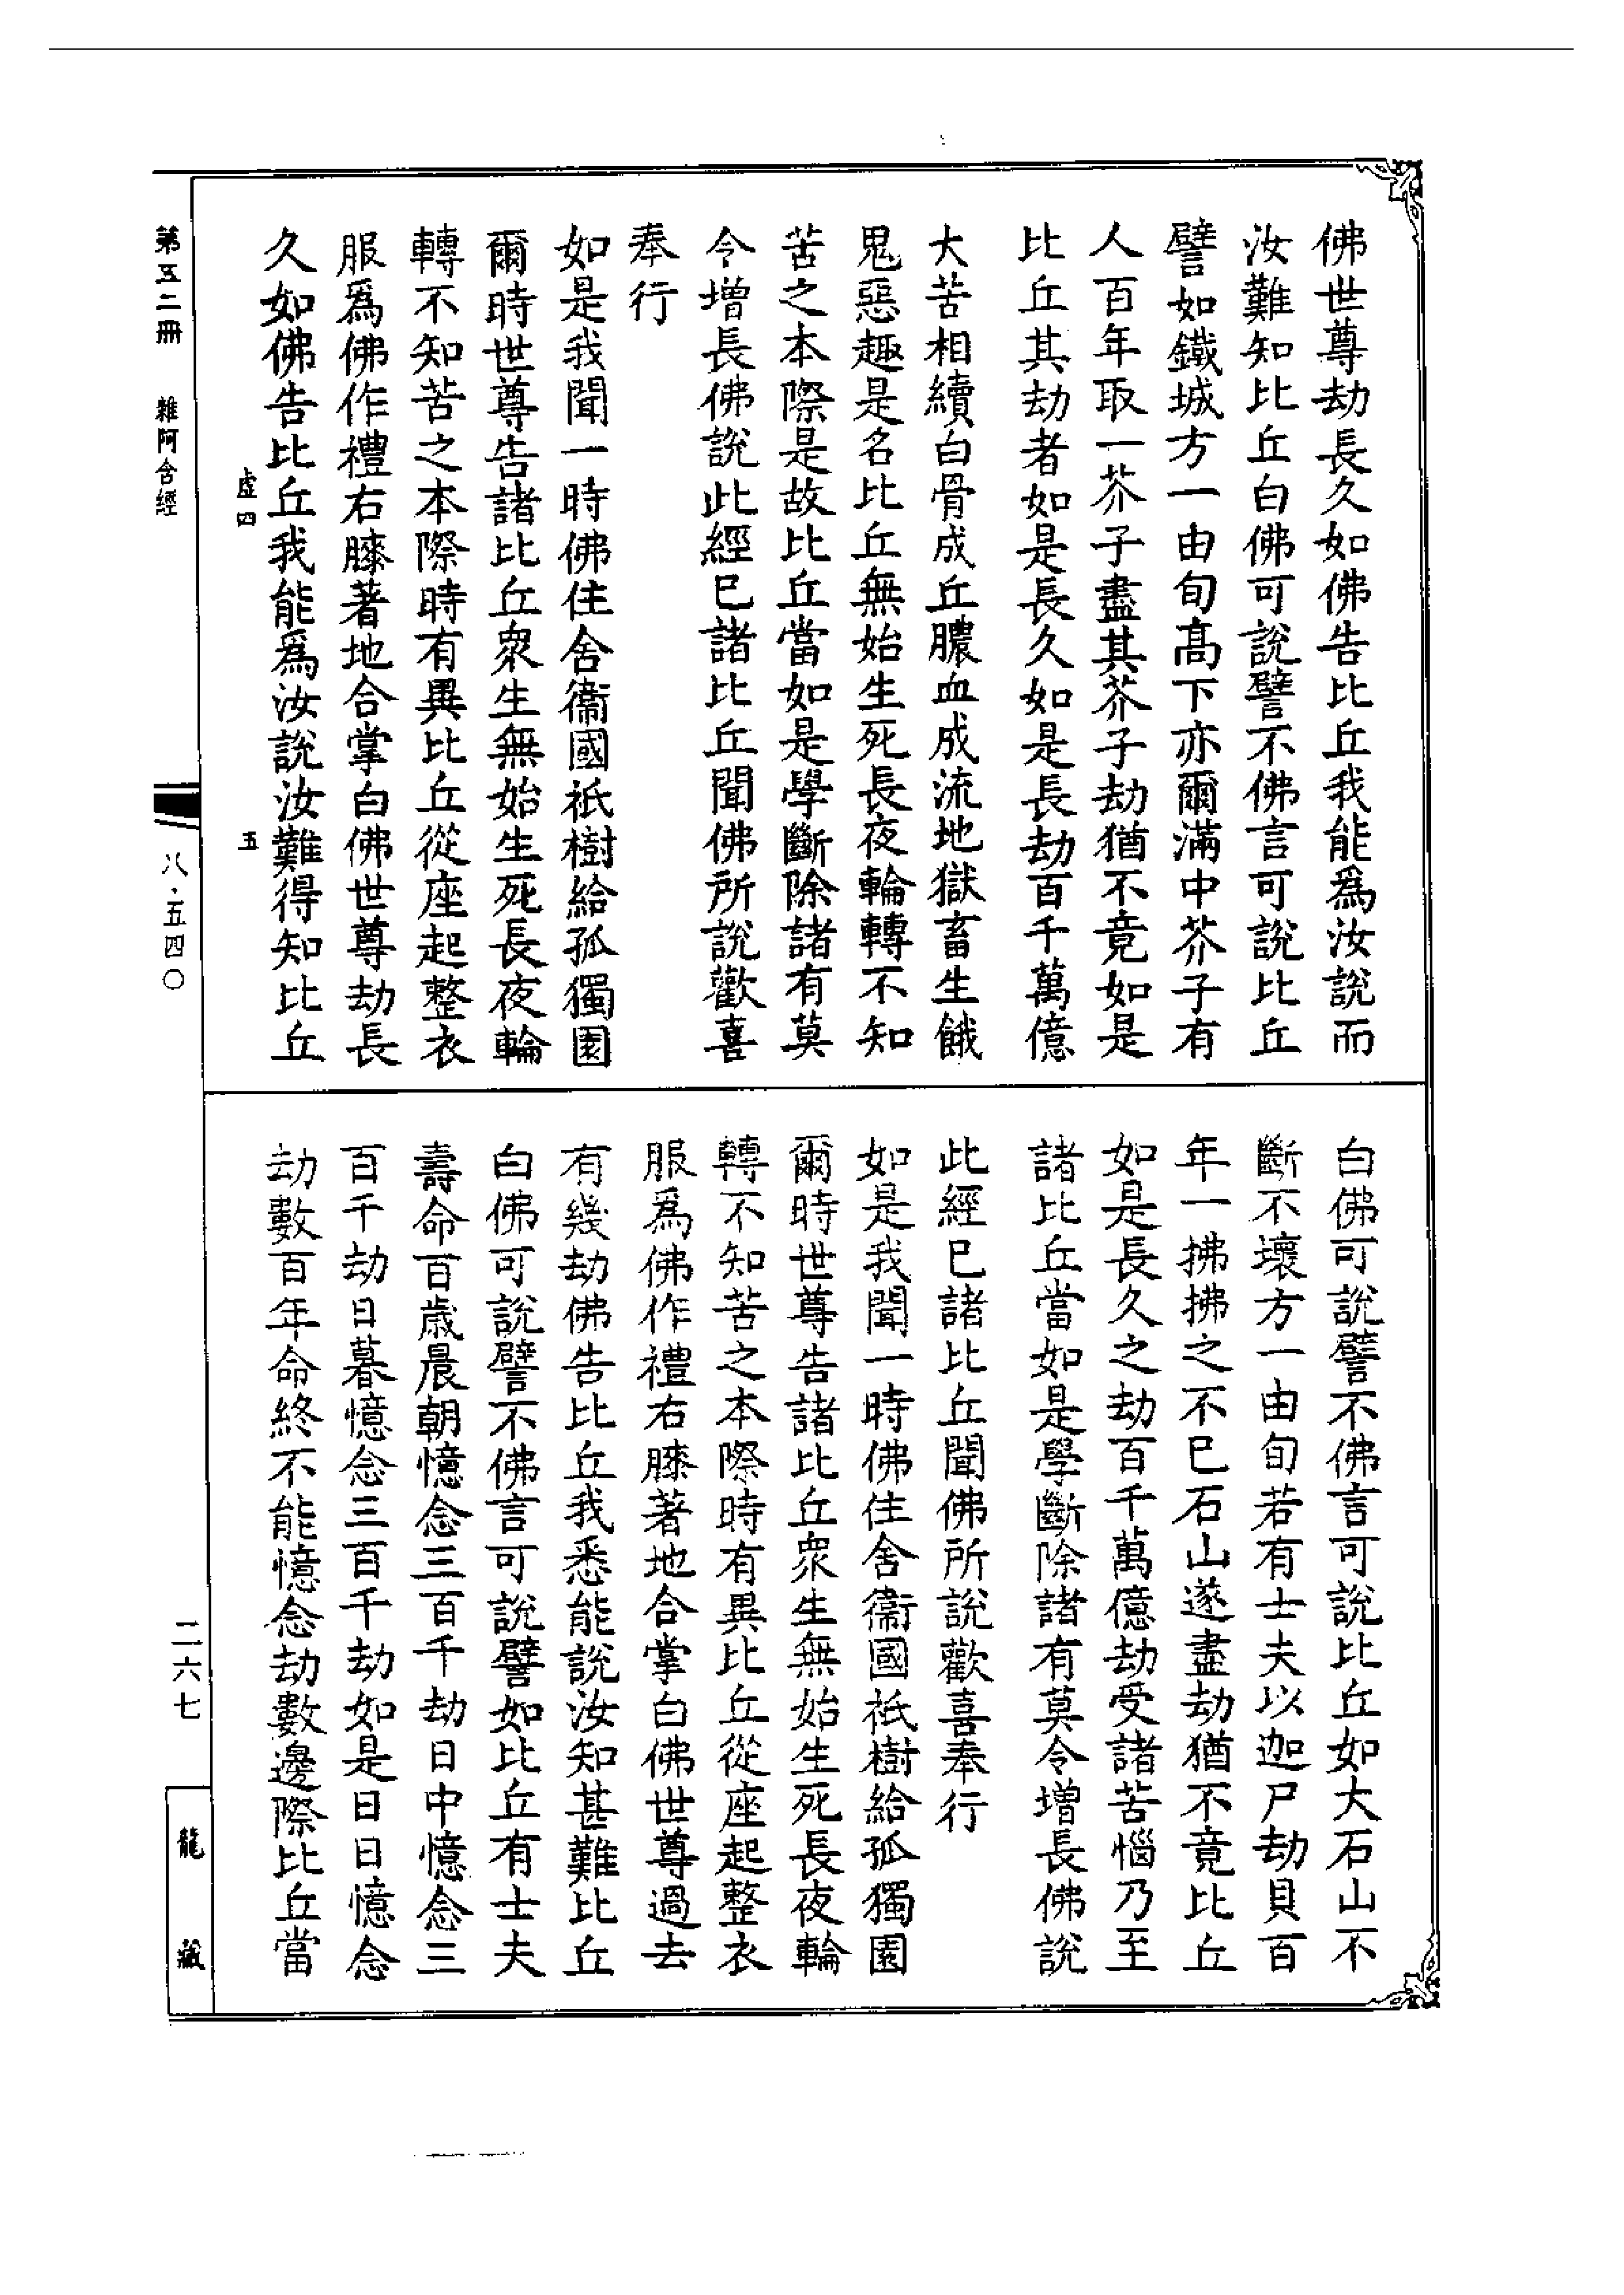 佛世尊劫長久如佛告比丘我能爲汝說而
汝難知比丘白佛可說譬不佛言可說比丘
譬如鐵城方一由旬高下亦爾滿中芥子有
人百年取一芥子盡其芥子劫猶不竟如是
比丘其劫者如是長久如是長劫百千萬億
大苦相續白骨成丘膿血成流地獄畜生餓
鬼惡趣是名比丘無始生死長夜輪轉不知
苦之本際是故比丘當如是學斷除諸有莫
令增長佛說此經已諸比丘聞佛所說歡喜
奉行
如是我聞一時佛住舍衞國祇樹給孤獨園
爾時世尊告諸比丘衆生無始生死長夜輪
轉不知苦之本際時有異比丘從座起整衣
服爲佛作禮右膝著地合掌白佛世尊劫長
久如佛告比丘我能爲汝說汝難得知比丘
虛四 五
白佛可說譬不佛言可說比丘如大石山不
斷不壞方一由旬若有士夫以迦尸劫貝百
年一拂拂之不已石山遂盡劫猶不竟比丘
如是長久之劫百千萬億劫受諸苦惱乃至
諸比丘當如是學斷除諸有莫令增長佛說
此經已諸比丘聞佛所說歡喜奉行
如是我聞一時佛住舍衞國祇樹給孤獨園
爾時世尊告諸比丘衆生無始生死長夜輪
轉不知苦之本際時有異比丘從座起整衣
服爲佛作禮右膝著地合掌白佛世尊過去
有幾劫佛告比丘我悉能說汝知甚難比丘
白佛可說譬不佛言可說譬如比丘有士夫
壽命百歲晨朝憶念三百千劫日中憶念三
百千劫日暮憶念三百千劫如是日日憶念
劫數百年命終不能憶念劫數邊際比丘當
第五二冊 雜阿含經
八·五四〇
二六七
龍藏